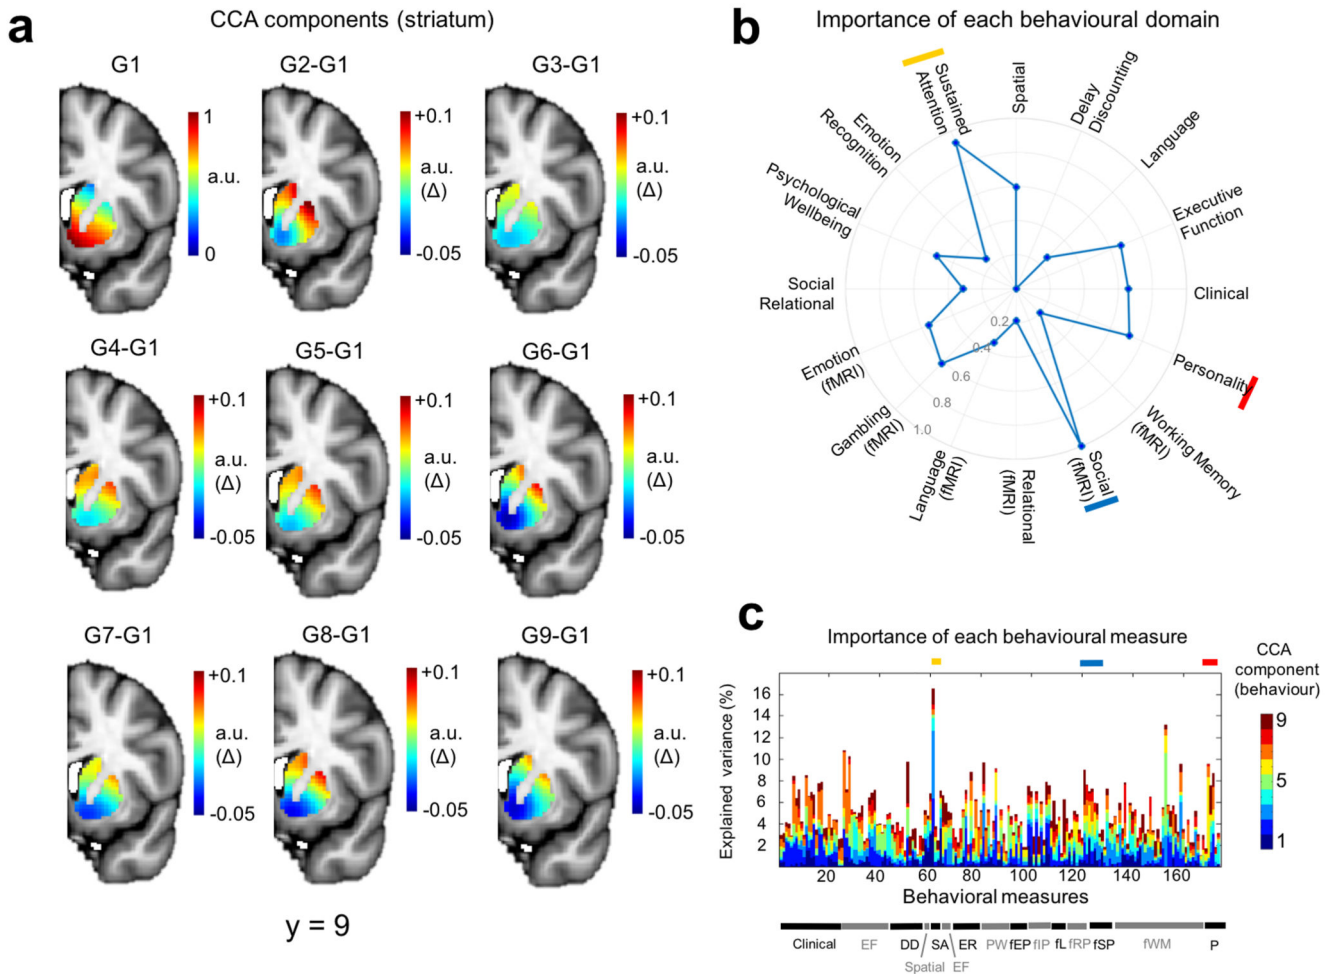 a
CCA components (striatum)
G1
G2-G1
G3-G1
1
a.u.
0
+0.1
a.u.
(Δ)
-0.05
+0.1
a.u.
(Δ)
-0.05
G4-G1
G5-G1
G6-G1
+0.1
a.u.
(Δ)
-0.05
+0.1
a.u.
(Δ)
-0.05
+0.1
a.u.
(Δ)
-0.05
G7-G1
G8-G1
G9-G1
+0.1
a.u.
(Δ)
-0.05
+0.1
a.u.
(Δ)
-0.05
+0.1
a.u.
(Δ)
-0.05
y = 9
b
Importance of each behavioural domain
Spatial
Delay
Discounting
Language
Executive
Function
Clinical
Personality
Working Memory
(fMRI)
Social
(fMRI)
Relational
(fMRI)
Language
(fMRI)
Gambling
(fMRI)
Emotion
(fMRI)
Social
Relational
Psychological
Wellbeing
Emotion
Recognition
Sustained
Attention
0.2
0.4
0.6
0.8
1.0
c
Importance of each behavioural measure
Explained variance (%)
16
14
12
10
8
6
4
2
20 40 60 80 100 120 140 160
Behavioral measures
Clinical EF DD SA ER PW fEP fIP fL fRP fSP fWM P
Spatial EF
CCA
component
(behaviour)
9
5
1